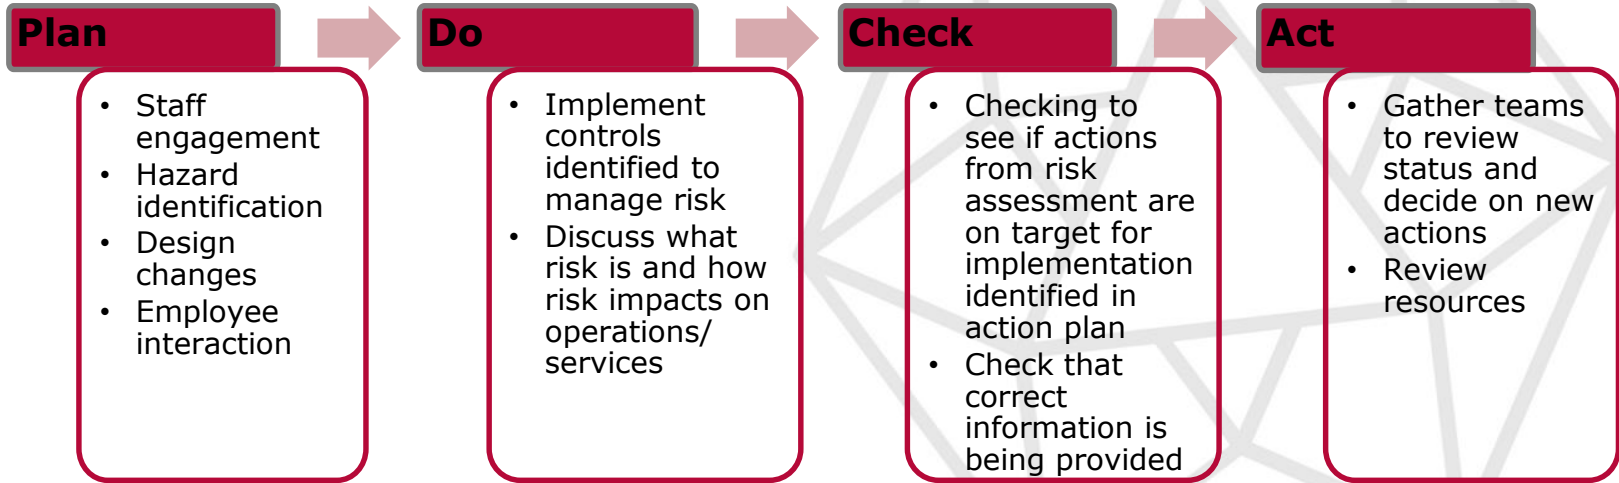 Plan
• Staff
engagement
• Hazard
identification
• Design
changes
• Employee
interaction
Do
• Implement
controls
identified to
manage risk
• Discuss what
risk is and how
risk impacts on
operations/
services
Check
• Checking to
see if actions
from risk
assessment are
on target for
implementation
identified in
action plan
• Check that
correct
information is
being provided
Act
• Gather teams
to review
status and
decide on new
actions
• Review
resources